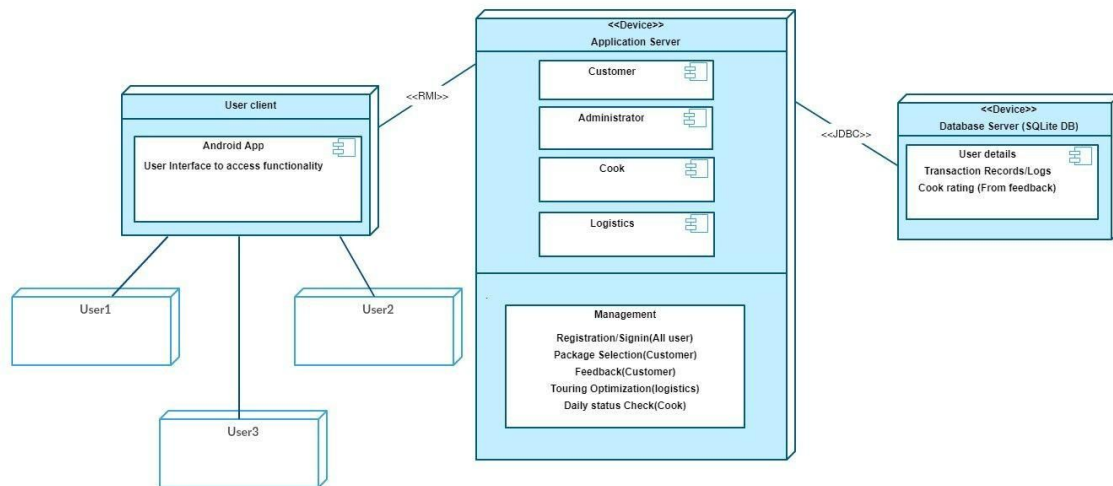 <<Device>>
Application Server
Customer
Administrator
Cook
Logistics
Management
Registration/Signin(All user)
Package Selection(Customer)
Feedback(Customer)
Touring Optimization(logistics)
Daily status Check(Cook)
<<RMI>>
User client
Android App
User Interface to access functionality
User1
User2
User3
<<JDBC>>
<<Device>>
Database Server (SQLite DB)
User details
Transaction Records/Logs
Cook rating (From feedback)